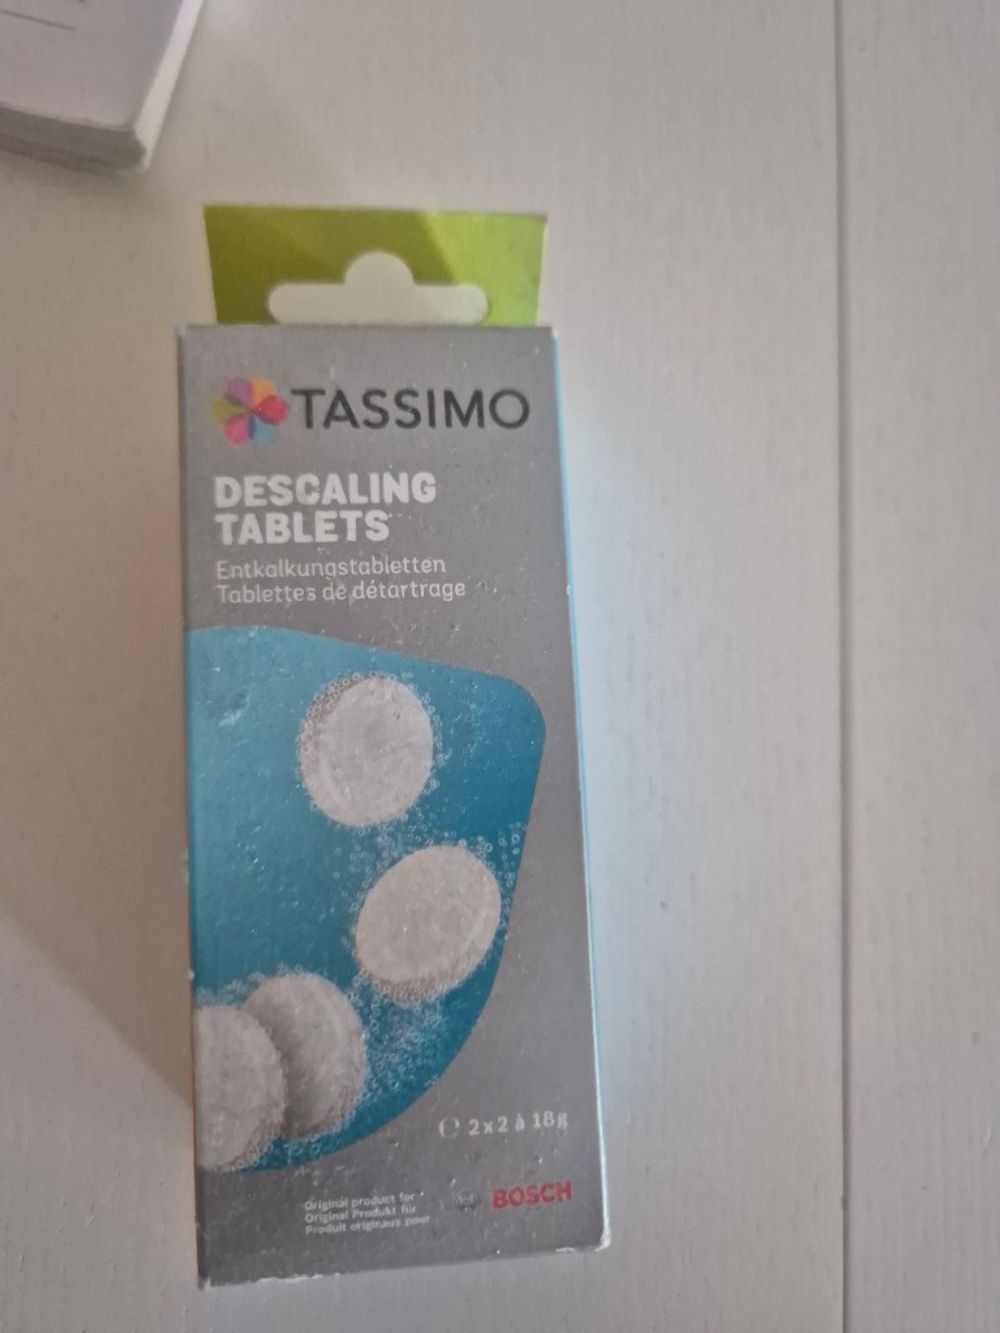 TASSIMO
DESCALING
TABLETS
Entkalkungstabletten
Tablettes de détartrage
2x2 à 18g
Original product for
Original Produkt für
Produit originaux pour
BOSCH